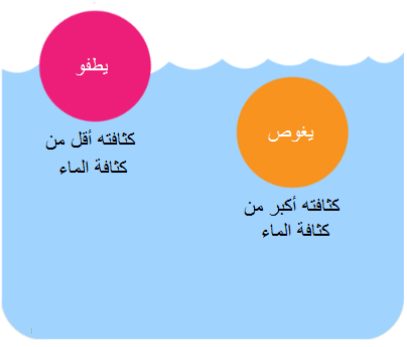 يطفو
كثافته أقل من
كثافة الماء
يغوص
كثافته أكبر من
كثافة الماء